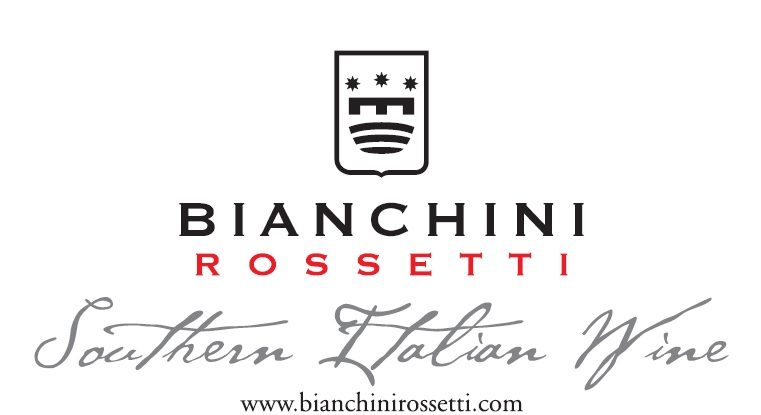 BIANCHINI
ROSSETTI
Southern Italian Wine
www.bianchinirossetti.com